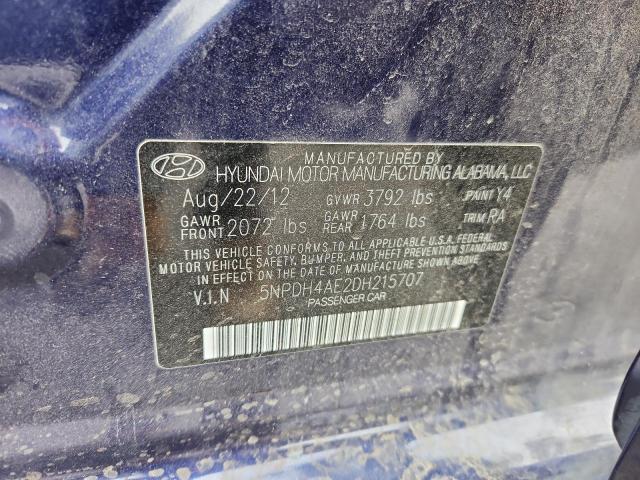 MANUFACTURED BY
HYUNDAI MOTOR MANUFACTURING ALABAMA, LLC
Aug/22/12 GVWR 3792 lbs PAINT Y4
GAWR FRONT 2072 lbs GAWR REAR 1764 lbs TRIM RA
THIS VEHICLE CONFORMS TO ALL APPLICABLE U.S.A. FEDERAL
MOTOR VEHICLE SAFETY, BUMPER, AND THEFT PREVENTION STANDARDS
IN EFFECT ON THE DATE OF MANUFACTURE SHOWN ABOVE.
V.I.N 5NPDH4AE2DH215707
PASSENGER CAR